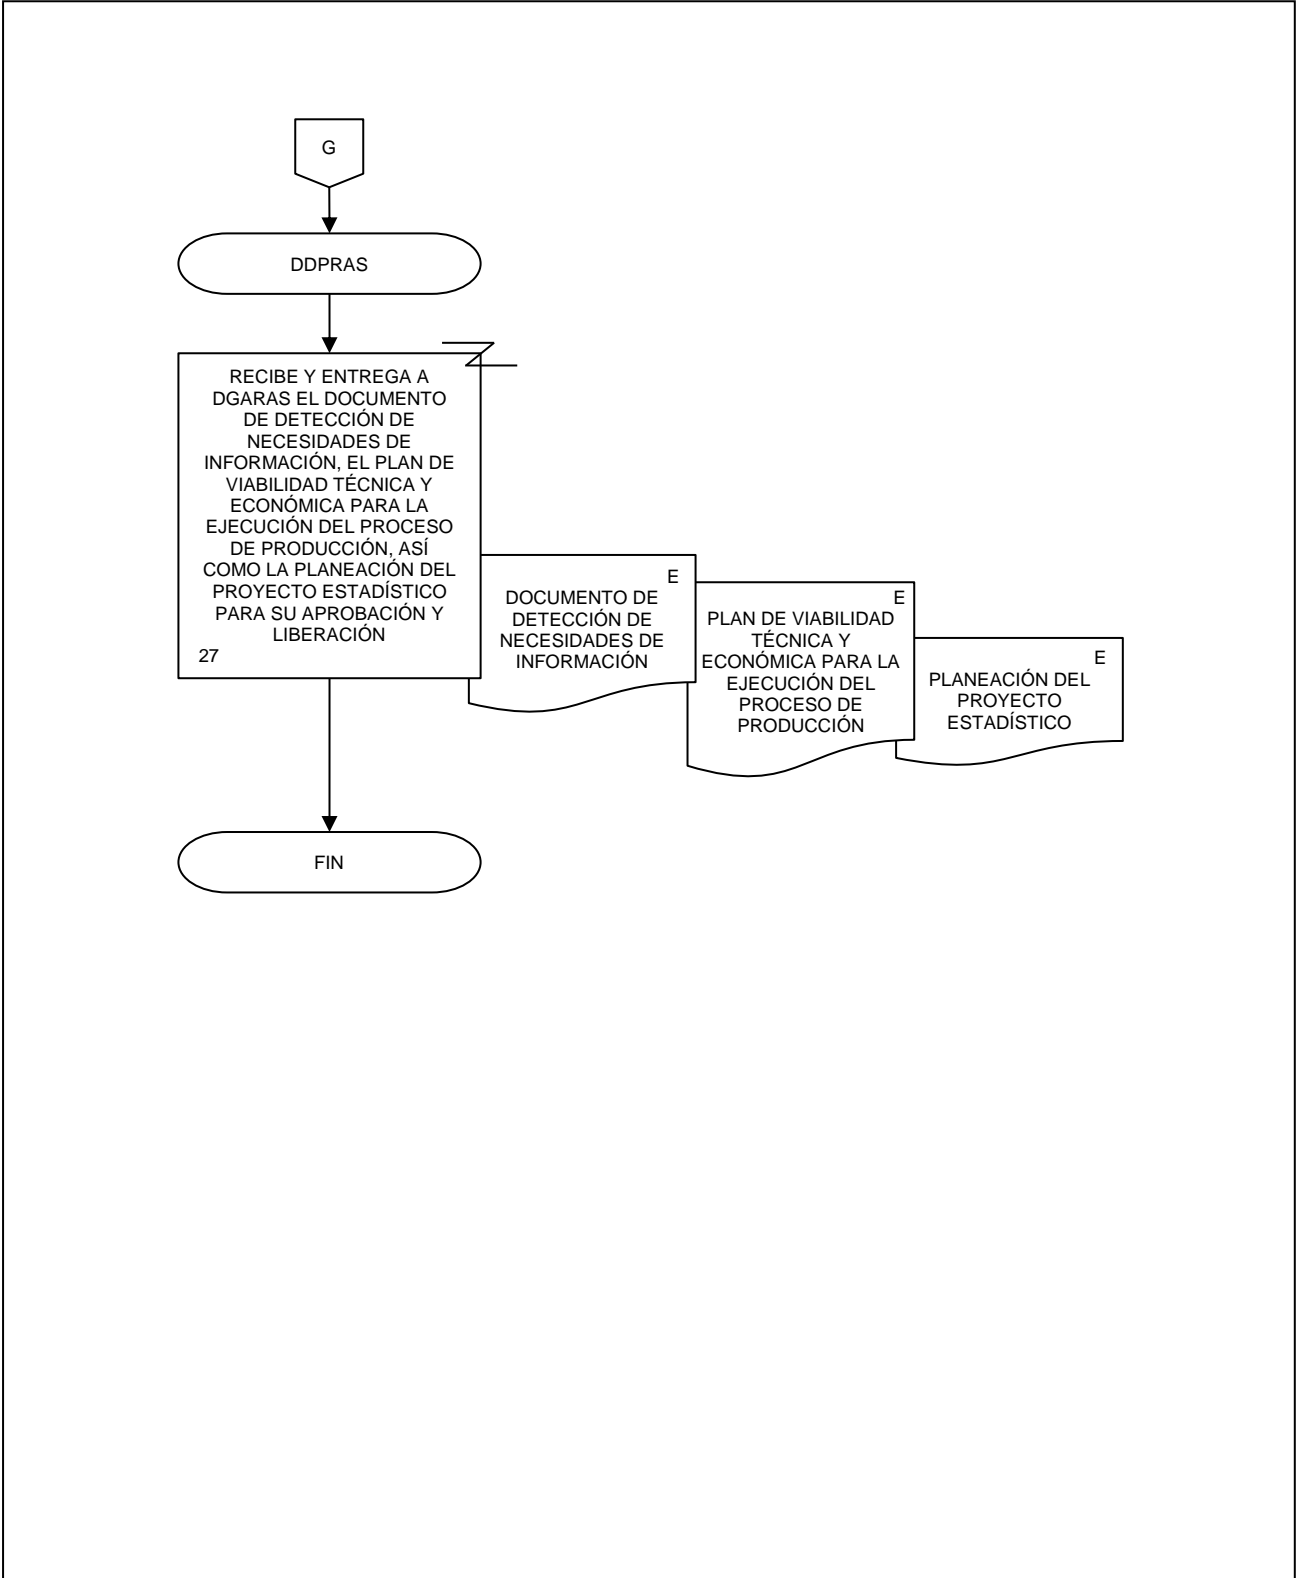 G
DDPRAS
RECIBE Y ENTREGA A
DGARAS EL DOCUMENTO
DE DETECCIÓN DE
NECESIDADES DE
INFORMACIÓN, EL PLAN DE
VIABILIDAD TÉCNICA Y
ECONÓMICA PARA LA
EJECUCIÓN DEL PROCESO
DE PRODUCCIÓN, ASÍ
COMO LA PLANEACIÓN DEL
PROYECTO ESTADÍSTICO
PARA SU APROBACIÓN Y
LIBERACIÓN
27
E
DOCUMENTO DE
DETECCIÓN DE
NECESIDADES DE
INFORMACIÓN
E
PLAN DE VIABILIDAD
TÉCNICA Y
ECONÓMICA PARA LA
EJECUCIÓN DEL
PROCESO DE
PRODUCCIÓN
E
PLANEACIÓN DEL
PROYECTO
ESTADÍSTICO
FIN